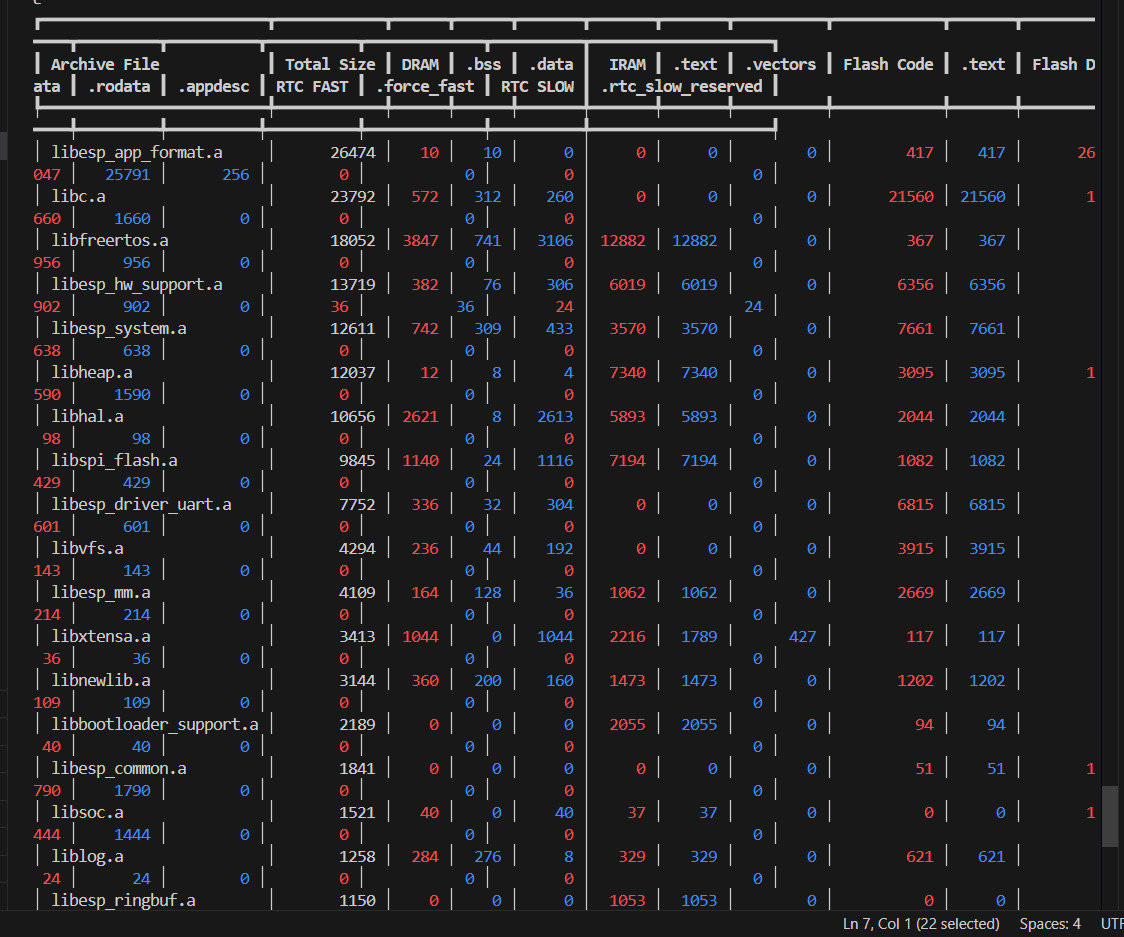 Archive File Total Size DRAM .bss .data IRAM .text .vectors Flash Code .text Flash D
ata .rodata .appdesc RTC FAST .force_fast RTC SLOW .rtc_slow_reserved
libesp_app_format.a 26474 10 10 0 0 0 0 417 417 26
047 25791 256 0 0 0 0
libc.a 23792 572 312 260 0 0 0 21560 21560 1
660 1660 0 0 0 0 0
libfreertos.a 18052 3847 741 3106 12882 12882 0 367 367
956 956 0 0 0 0 0
libesp_hw_support.a 13719 382 76 306 6019 6019 0 6356 6356
902 902 0 36 36 24 24
libesp_system.a 12611 742 309 433 3570 3570 0 7661 7661
638 638 0 0 0 0 0
libheap.a 12037 12 8 4 7340 7340 0 3095 3095 1
590 1590 0 0 0 0 0
libhal.a 10656 2621 8 2613 5893 5893 0 2044 2044
98 98 0 0 0 0 0
libspi_flash.a 9845 1140 24 1116 7194 7194 0 1082 1082
429 429 0 0 0 0 0
libesp_driver_uart.a 7752 336 32 304 0 0 0 6815 6815
601 601 0 0 0 0 0
libvfs.a 4294 236 44 192 0 0 0 3915 3915
143 143 0 0 0 0 0
libesp_mm.a 4109 164 128 36 1062 1062 0 2669 2669
214 214 0 0 0 0 0
libxtensa.a 3413 1044 0 1044 2216 1789 427 117 117
36 36 0 0 0 0 0
libnewlib.a 3144 360 200 160 1473 1473 0 1202 1202
109 109 0 0 0 0 0
libbootloader_support.a 2189 0 0 0 2055 2055 0 94 94
40 40 0 0 0 0 0
libesp_common.a 1841 0 0 0 0 0 0 51 51 1
790 1790 0 0 0 0 0
libsoc.a 1521 40 0 40 37 37 0 0 0 1
444 1444 0 0 0 0 0
liblog.a 1258 284 276 8 329 329 0 621 621
24 24 0 0 0 0 0
libesp_ringbuf.a 1150 0 0 0 1053 1053 0 0 0
Ln 7, Col 1 (22 selected) Spaces: 4 UTF